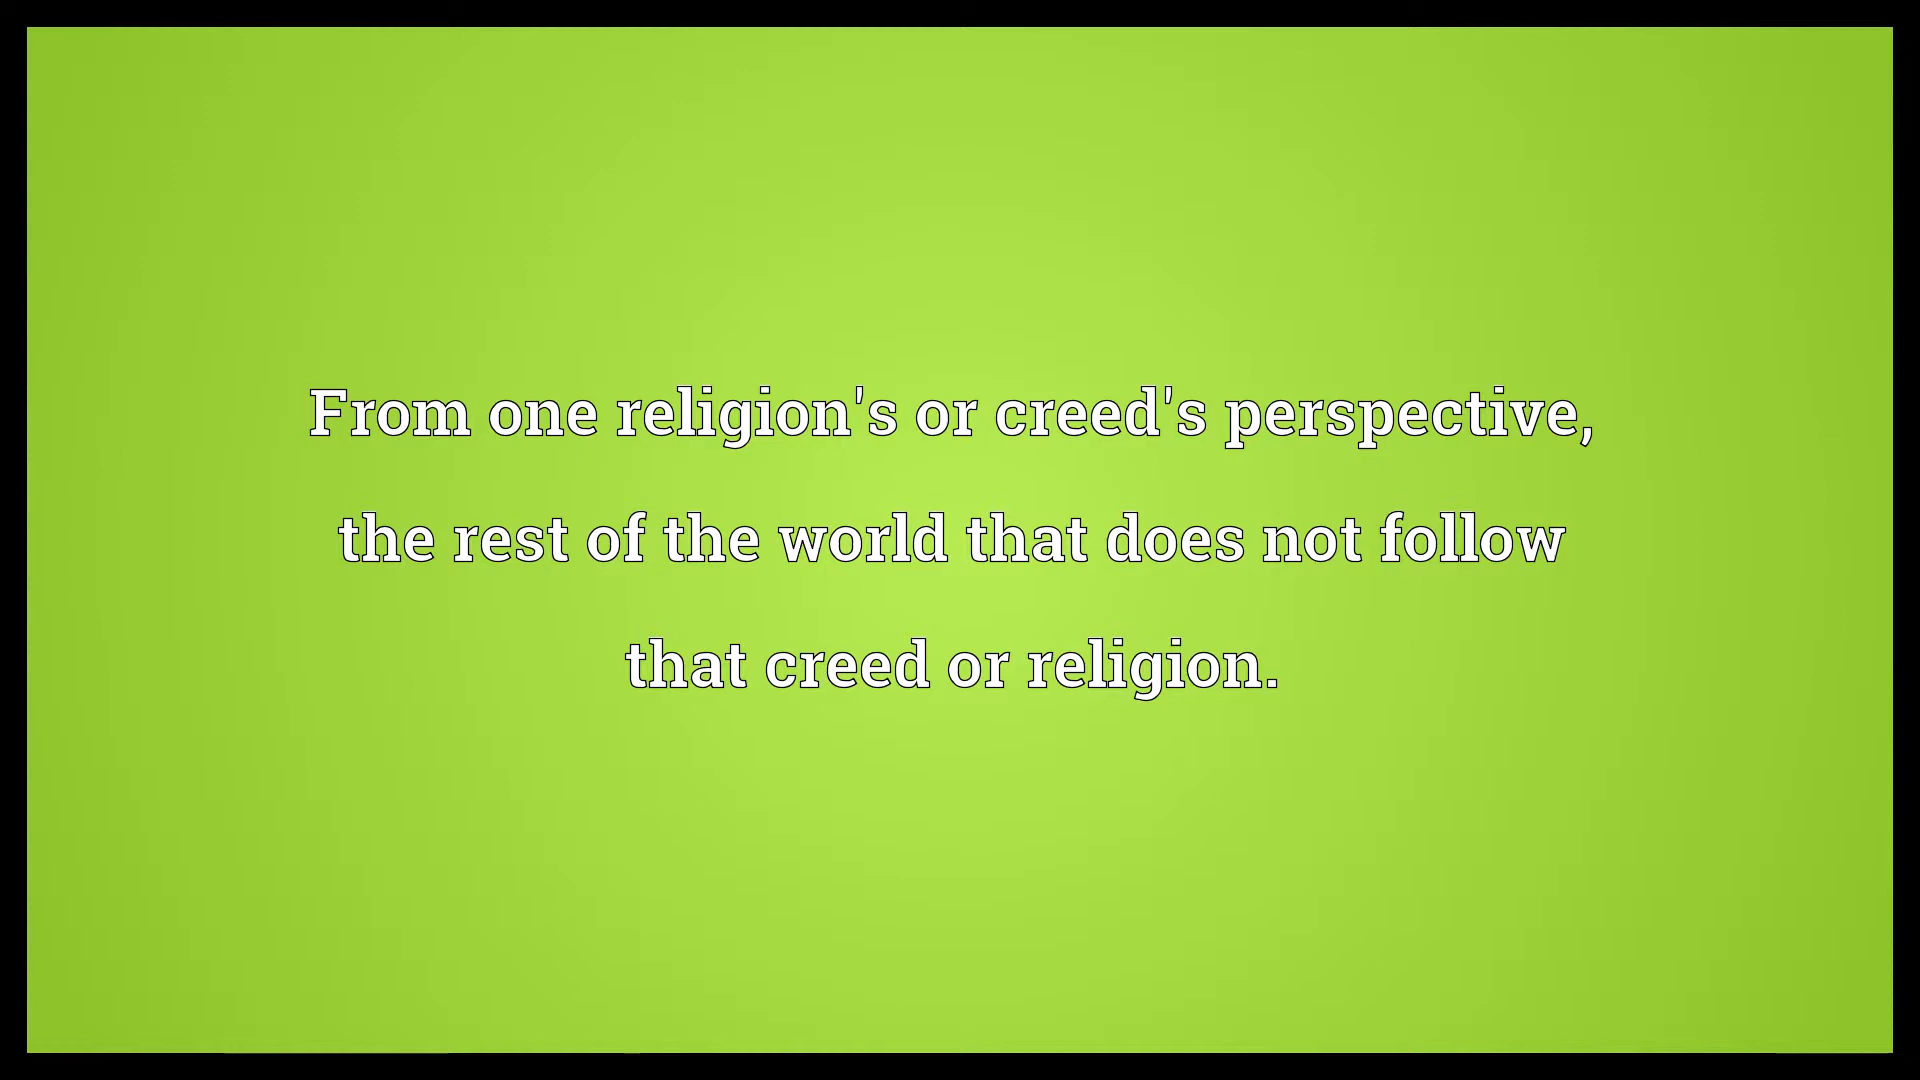 From one religion's or creed's perspective,
the rest of the world that does not follow
that creed or religion.